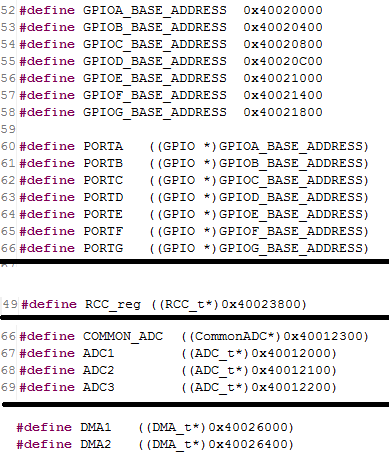 52 #define GPIOA_BASE_ADDRESS 0x40020000
53 #define GPIOB_BASE_ADDRESS 0x40020400
54 #define GPIOC_BASE_ADDRESS 0x40020800
55 #define GPIOD_BASE_ADDRESS 0x40020C00
56 #define GPIOE_BASE_ADDRESS 0x40021000
57 #define GPIOF_BASE_ADDRESS 0x40021400
58 #define GPIOG_BASE_ADDRESS 0x40021800
59
60 #define PORTA ((GPIO *)GPIOA_BASE_ADDRESS)
61 #define PORTB ((GPIO *)GPIOB_BASE_ADDRESS)
62 #define PORTC ((GPIO *)GPIOC_BASE_ADDRESS)
63 #define PORTD ((GPIO *)GPIOD_BASE_ADDRESS)
64 #define PORTE ((GPIO *)GPIOE_BASE_ADDRESS)
65 #define PORTF ((GPIO *)GPIOF_BASE_ADDRESS)
66 #define PORTG ((GPIO *)GPIOG_BASE_ADDRESS)
49 #define RCC_reg ((RCC_t*)0x40023800)
66 #define COMMON_ADC ((CommonADC*)0x40012300)
67 #define ADC1 ((ADC_t*)0x40012000)
68 #define ADC2 ((ADC_t*)0x40012100)
69 #define ADC3 ((ADC_t*)0x40012200)
#define DMA1 ((DMA_t*)0x40026000)
#define DMA2 ((DMA_t*)0x40026400)